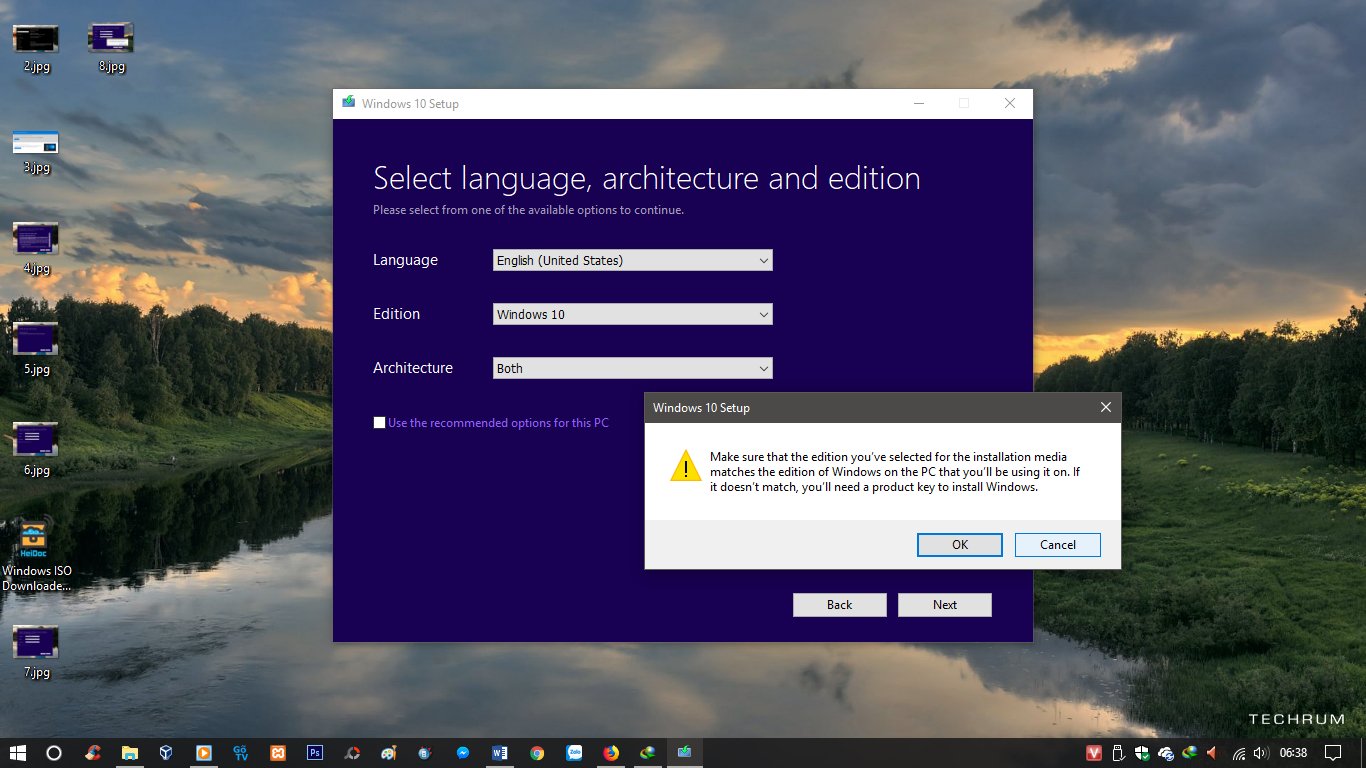 2.jpg
8.jpg
3.jpg
4.jpg
5.jpg
6.jpg
HeiDoc
Windows ISO
Downloade...
7.jpg
Windows 10 Setup
Select language, architecture and edition
Please select from one of the available options to continue.
Language
English (United States)
Edition
Windows 10
Architecture
Both
Use the recommended options for this PC
Windows 10 Setup
Make sure that the edition you've selected for the installation media
matches the edition of Windows on the PC that you'll be using it on. If
it doesn't match, you'll need a product key to install Windows.
OK
Cancel
Back
Next
TECHRUM
Gõ
TV
Ps
Zalo
V
06:38